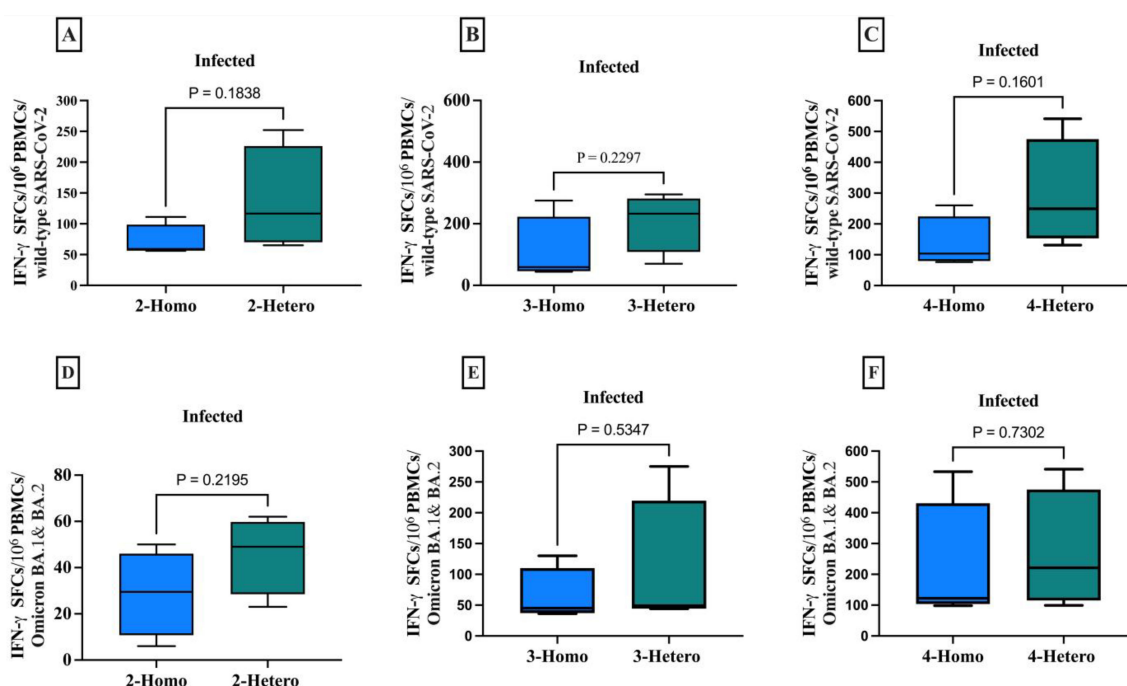 A
Infected
P = 0.1838
IFN-γ SFCs/10⁶ PBMCs/
wild-type SARS-CoV-2
300
250
200
150
100
50
0
2-Homo 2-Hetero
B
Infected
P = 0.2297
IFN-γ SFCs/10⁶ PBMCs/
wild-type SARS-CoV-2
600
400
200
0
3-Homo 3-Hetero
C
Infected
P = 0.1601
IFN-γ SFCs/10⁶ PBMCs/
wild-type SARS-CoV-2
600
500
400
300
200
100
0
4-Homo 4-Hetero
D
Infected
P = 0.2195
IFN-γ SFCs/10⁶ PBMCs/
Omicron BA.1& BA.2
80
60
40
20
0
2-Homo 2-Hetero
E
Infected
P = 0.5347
IFN-γ SFCs/10⁶ PBMCs/
Omicron BA.1& BA.2
300
250
200
150
100
50
0
3-Homo 3-Hetero
F
Infected
P = 0.7302
IFN-γ SFCs/10⁶ PBMCs/
Omicron BA.1& BA.2
600
500
400
300
200
100
0
4-Homo 4-Hetero